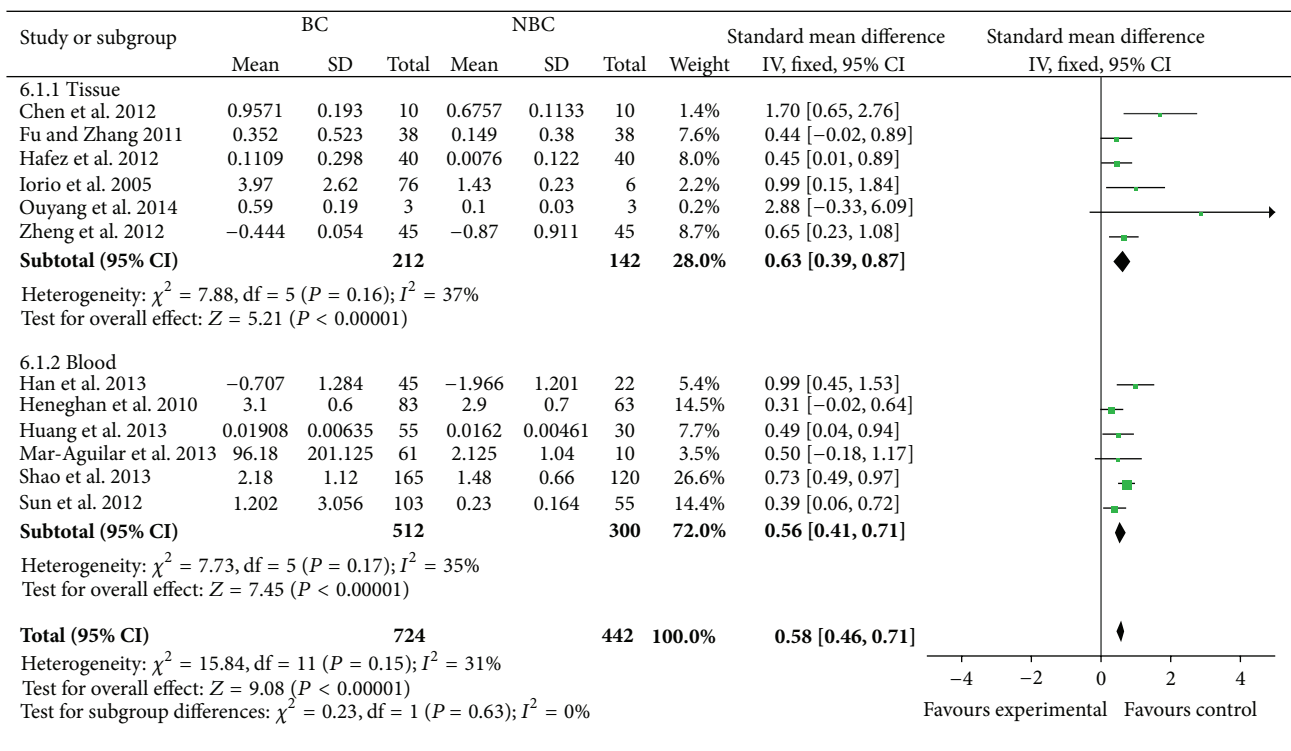 BC NBC
Study or subgroup Standard mean difference Standard mean difference
Mean SD Total Mean SD Total Weight IV, fixed, 95% CI IV, fixed, 95% CI
6.1.1 Tissue
Chen et al. 2012 0.9571 0.193 10 0.6757 0.1133 10 1.4% 1.70 [0.65, 2.76]
Fu and Zhang 2011 0.352 0.523 38 0.149 0.38 38 7.6% 0.44 [−0.02, 0.89]
Hafez et al. 2012 0.1109 0.298 40 0.0076 0.122 40 8.0% 0.45 [0.01, 0.89]
Iorio et al. 2005 3.97 2.62 76 1.43 0.23 6 2.2% 0.99 [0.15, 1.84]
Ouyang et al. 2014 0.59 0.19 3 0.1 0.03 3 0.2% 2.88 [−0.33, 6.09]
Zheng et al. 2012 −0.444 0.054 45 −0.87 0.911 45 8.7% 0.65 [0.23, 1.08]
Subtotal (95% CI) 212 142 28.0% 0.63 [0.39, 0.87]
Heterogeneity: χ² = 7.88, df = 5 (P = 0.16); I² = 37%
Test for overall effect: Z = 5.21 (P < 0.00001)
6.1.2 Blood
Han et al. 2013 −0.707 1.284 45 −1.966 1.201 22 5.4% 0.99 [0.45, 1.53]
Heneghan et al. 2010 3.1 0.6 83 2.9 0.7 63 14.5% 0.31 [−0.02, 0.64]
Huang et al. 2013 0.01908 0.00635 55 0.0162 0.00461 30 7.7% 0.49 [0.04, 0.94]
Mar-Aguilar et al. 2013 96.18 201.125 61 2.125 1.04 10 3.5% 0.50 [−0.18, 1.17]
Shao et al. 2013 2.18 1.12 165 1.48 0.66 120 26.6% 0.73 [0.49, 0.97]
Sun et al. 2012 1.202 3.056 103 0.23 0.164 55 14.4% 0.39 [0.06, 0.72]
Subtotal (95% CI) 512 300 72.0% 0.56 [0.41, 0.71]
Heterogeneity: χ² = 7.73, df = 5 (P = 0.17); I² = 35%
Test for overall effect: Z = 7.45 (P < 0.00001)
Total (95% CI) 724 442 100.0% 0.58 [0.46, 0.71]
Heterogeneity: χ² = 15.84, df = 11 (P = 0.15); I² = 31%
Test for overall effect: Z = 9.08 (P < 0.00001)
Test for subgroup differences: χ² = 0.23, df = 1 (P = 0.63); I² = 0%
−4 −2 0 2 4
Favours experimental Favours control